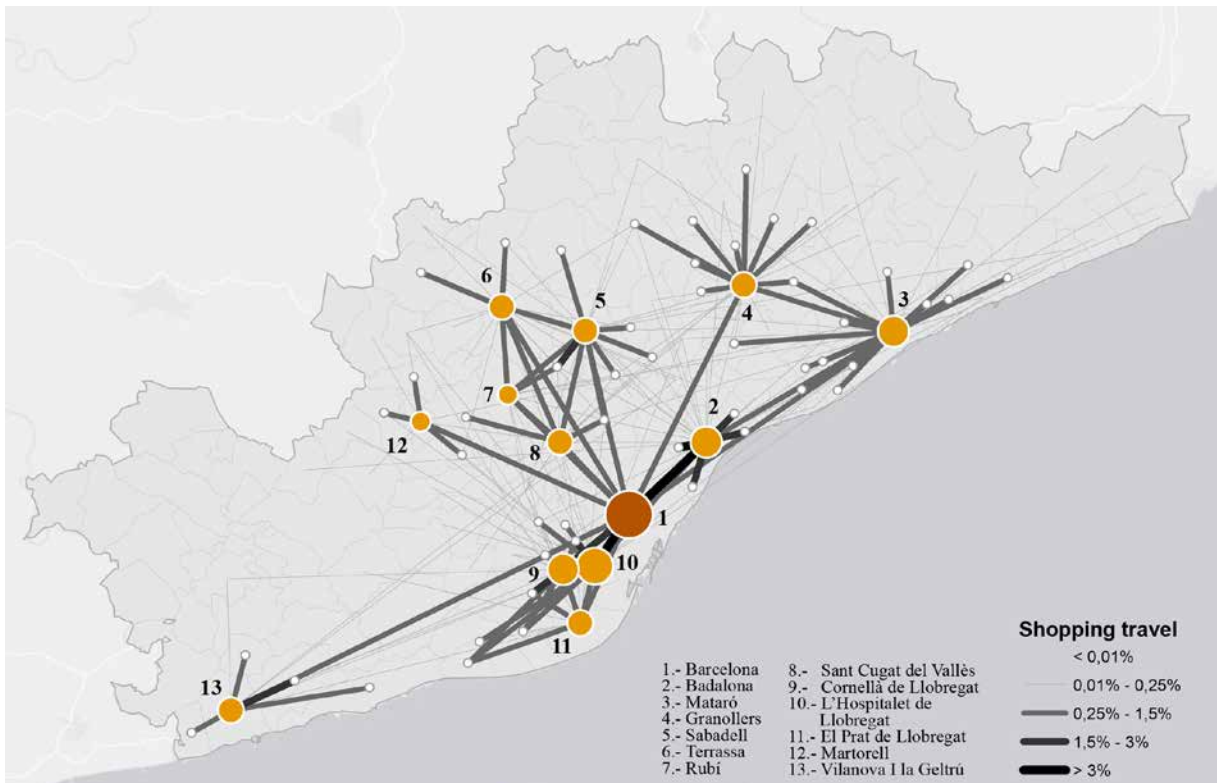 6
5
4
3
7
2
12
8
1
10
9
11
13
1.- Barcelona
2.- Badalona
3.- Mataró
4.- Granollers
5.- Sabadell
6.- Terrassa
7.- Rubí
8.- Sant Cugat del Vallès
9.- Cornellà de Llobregat
10.- L'Hospitalet de
Llobregat
11.- El Prat de Llobregat
12.- Martorell
13.- Vilanova I la Geltrú
Shopping travel
< 0,01%
0,01% - 0,25%
0,25% - 1,5%
1,5% - 3%
> 3%